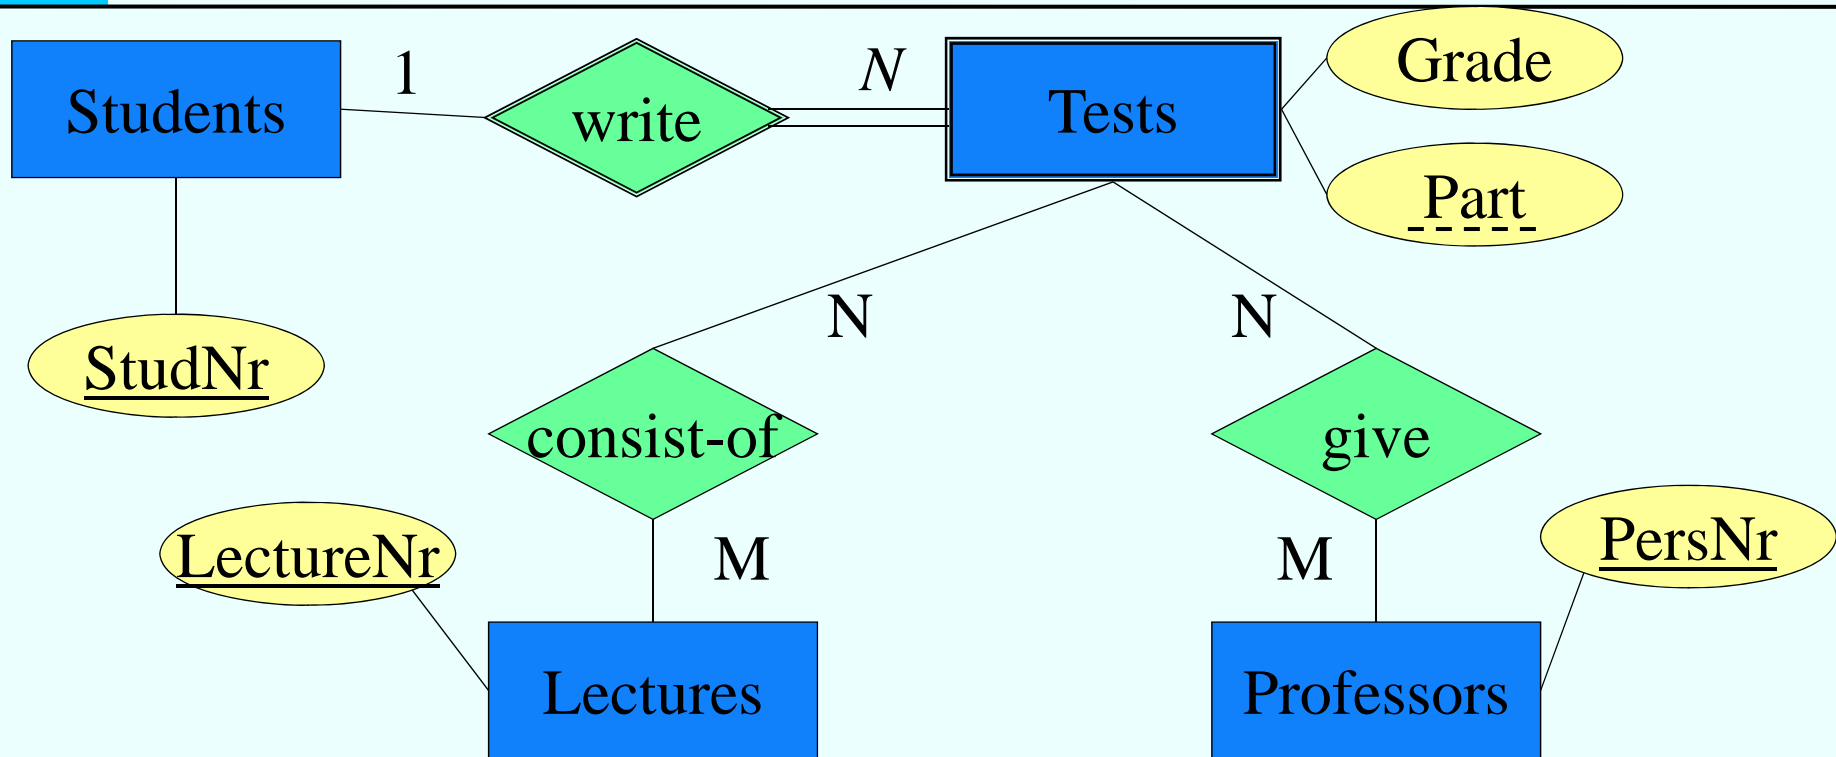 Students
1
write
N
Tests
Grade
Part
StudNr
N
N
consist-of
give
LectureNr
M
M
PersNr
Lectures
Professors